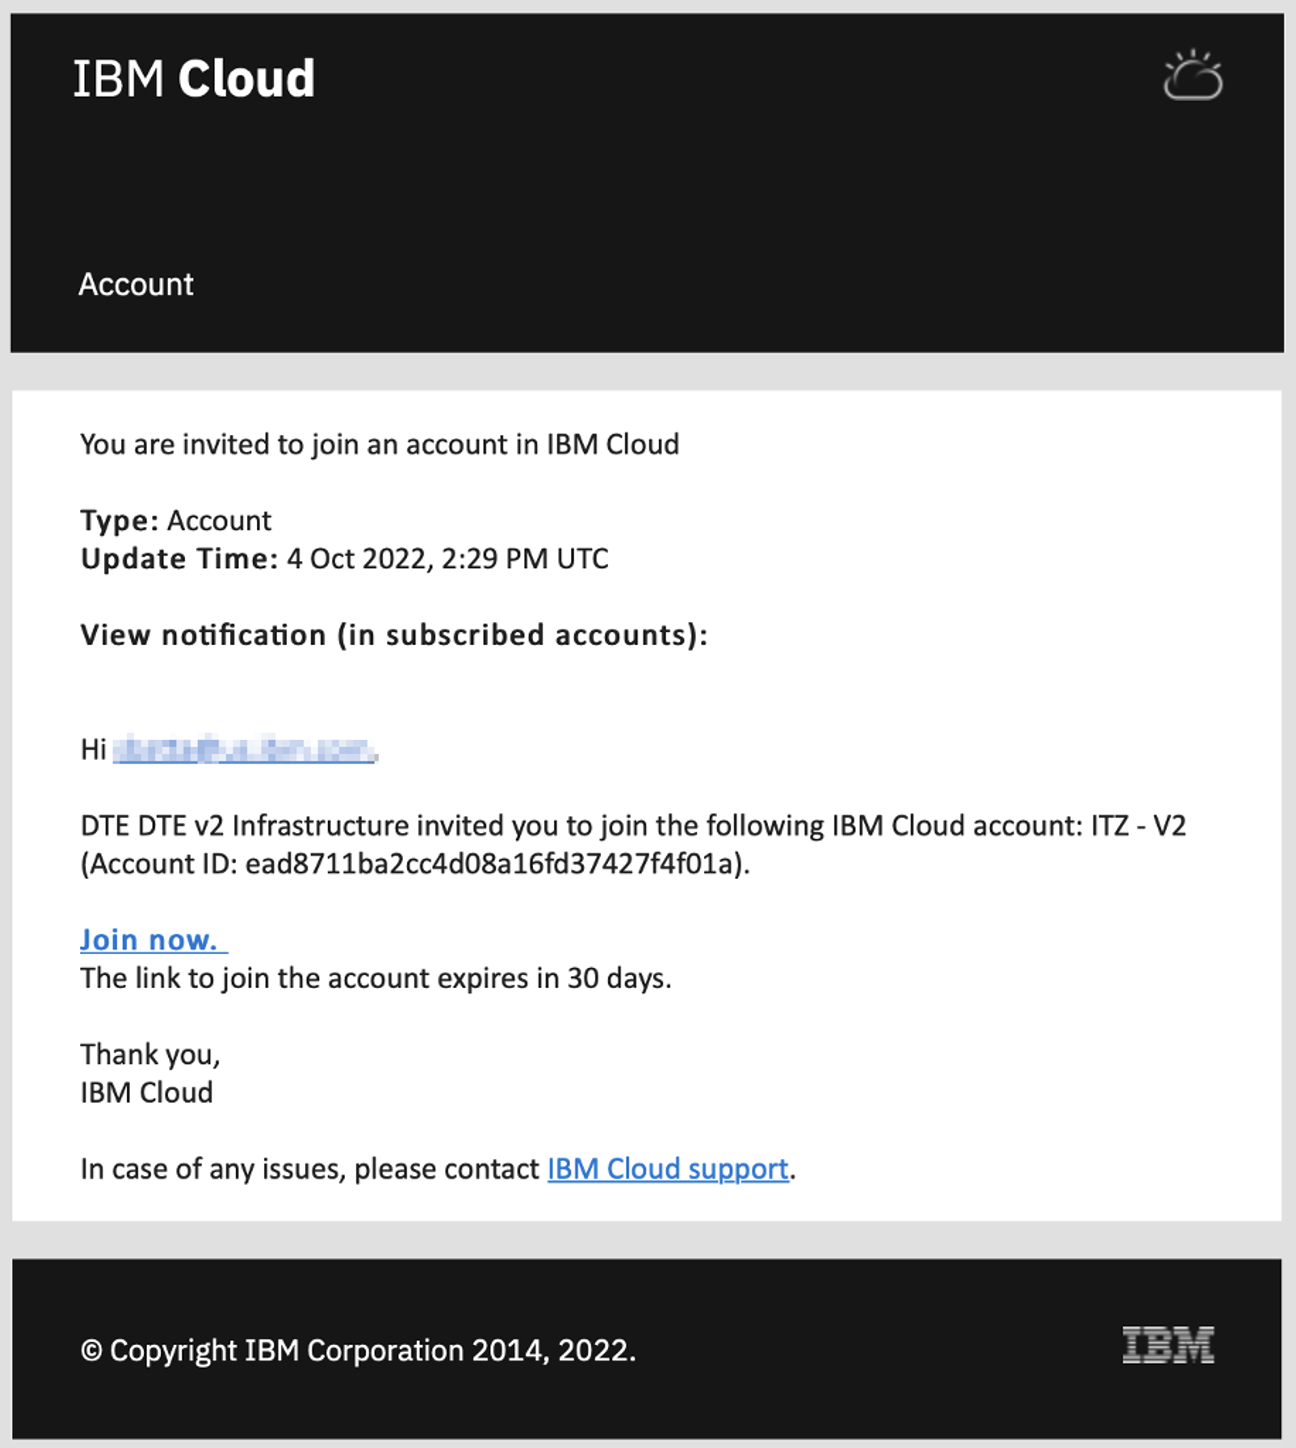 IBM Cloud
Account
You are invited to join an account in IBM Cloud
Type: Account
Update Time: 4 Oct 2022, 2:29 PM UTC
View notification (in subscribed accounts):
Hi
DTE DTE v2 Infrastructure invited you to join the following IBM Cloud account: ITZ - V2
(Account ID: ead8711ba2cc4d08a16fd37427f4f01a).
Join now.
The link to join the account expires in 30 days.
Thank you,
IBM Cloud
In case of any issues, please contact IBM Cloud support.
© Copyright IBM Corporation 2014, 2022.
IBM